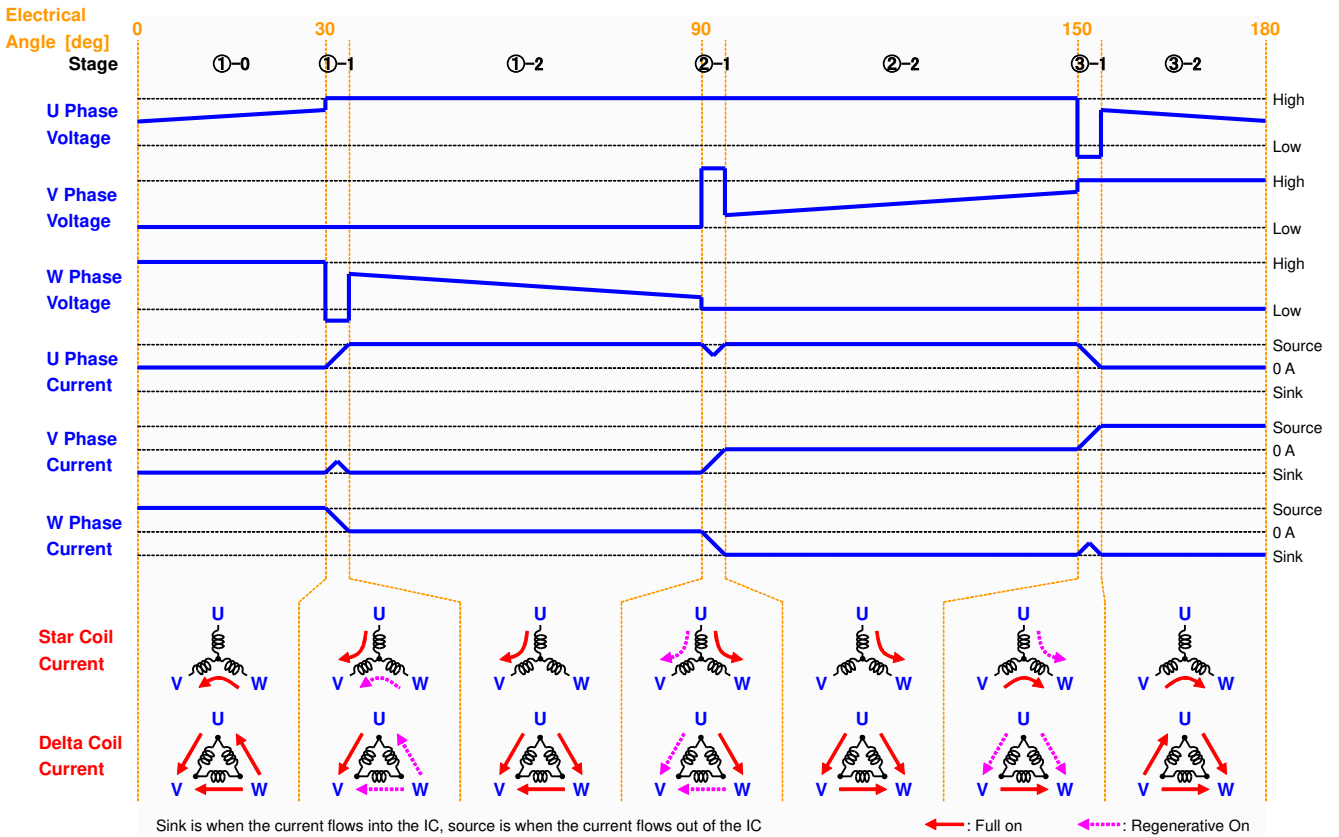 Electrical
Angle [deg]
0 30 90 150 180
Stage ①-0 ①-1 ①-2 ②-1 ②-2 ③-1 ③-2
U Phase
Voltage
High
Low
V Phase
Voltage
High
Low
W Phase
Voltage
High
Low
U Phase
Current
Source
0 A
Sink
V Phase
Current
Source
0 A
Sink
W Phase
Current
Source
0 A
Sink
Star Coil
Current
U U U U U U U
V W V W V W V W V W V W V W
Delta Coil
Current
U U U U U U U
V W V W V W V W V W V W V W
Sink is when the current flows into the IC, source is when the current flows out of the IC : Full on : Regenerative On